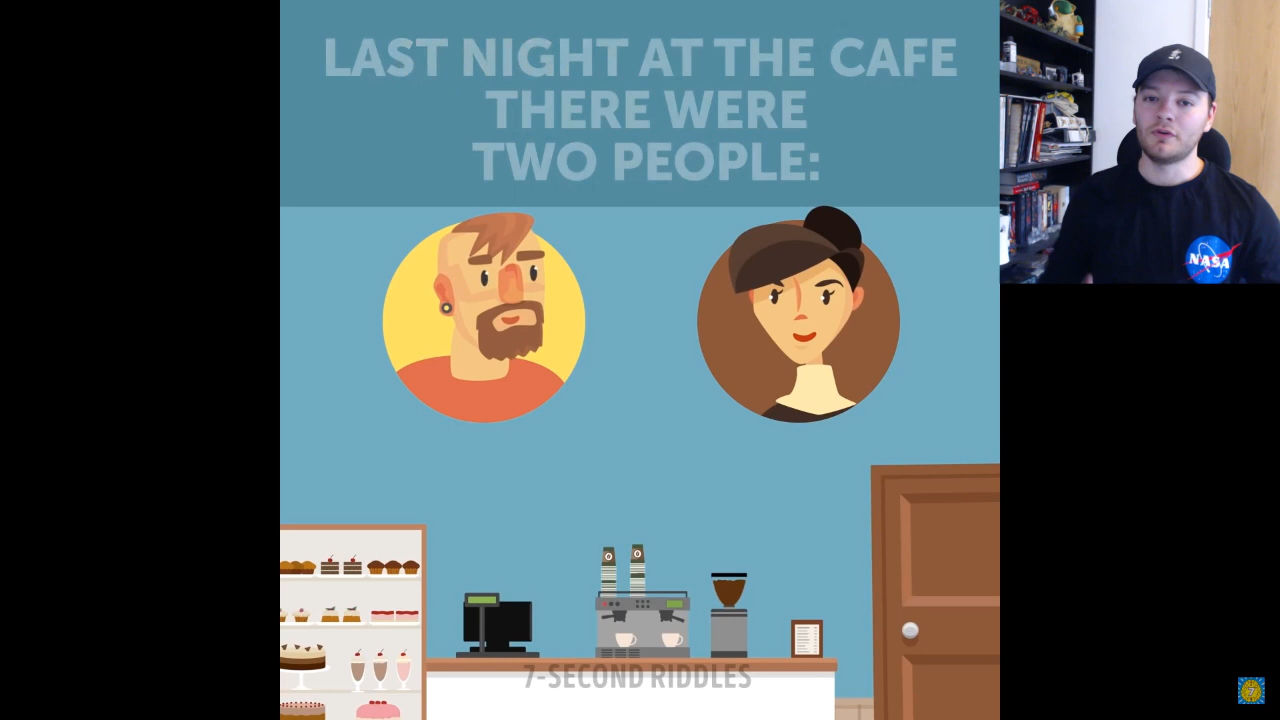 LAST NIGHT AT THE CAFE
THERE WERE
TWO PEOPLE:
NASA
7-SECOND RIDDLES